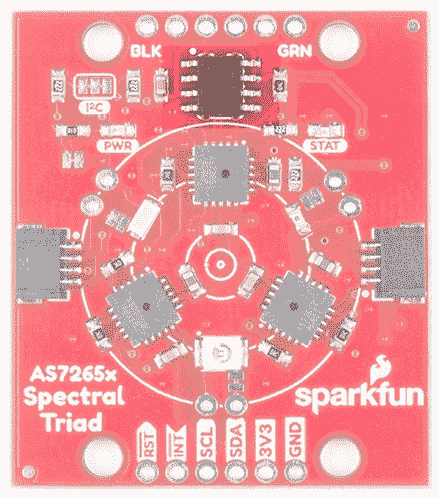 BLK GRN
I²C
PWR STAT
AS7265x
Spectral
Triad
sparkfun
RST INT SCL SDA 3V3 GND